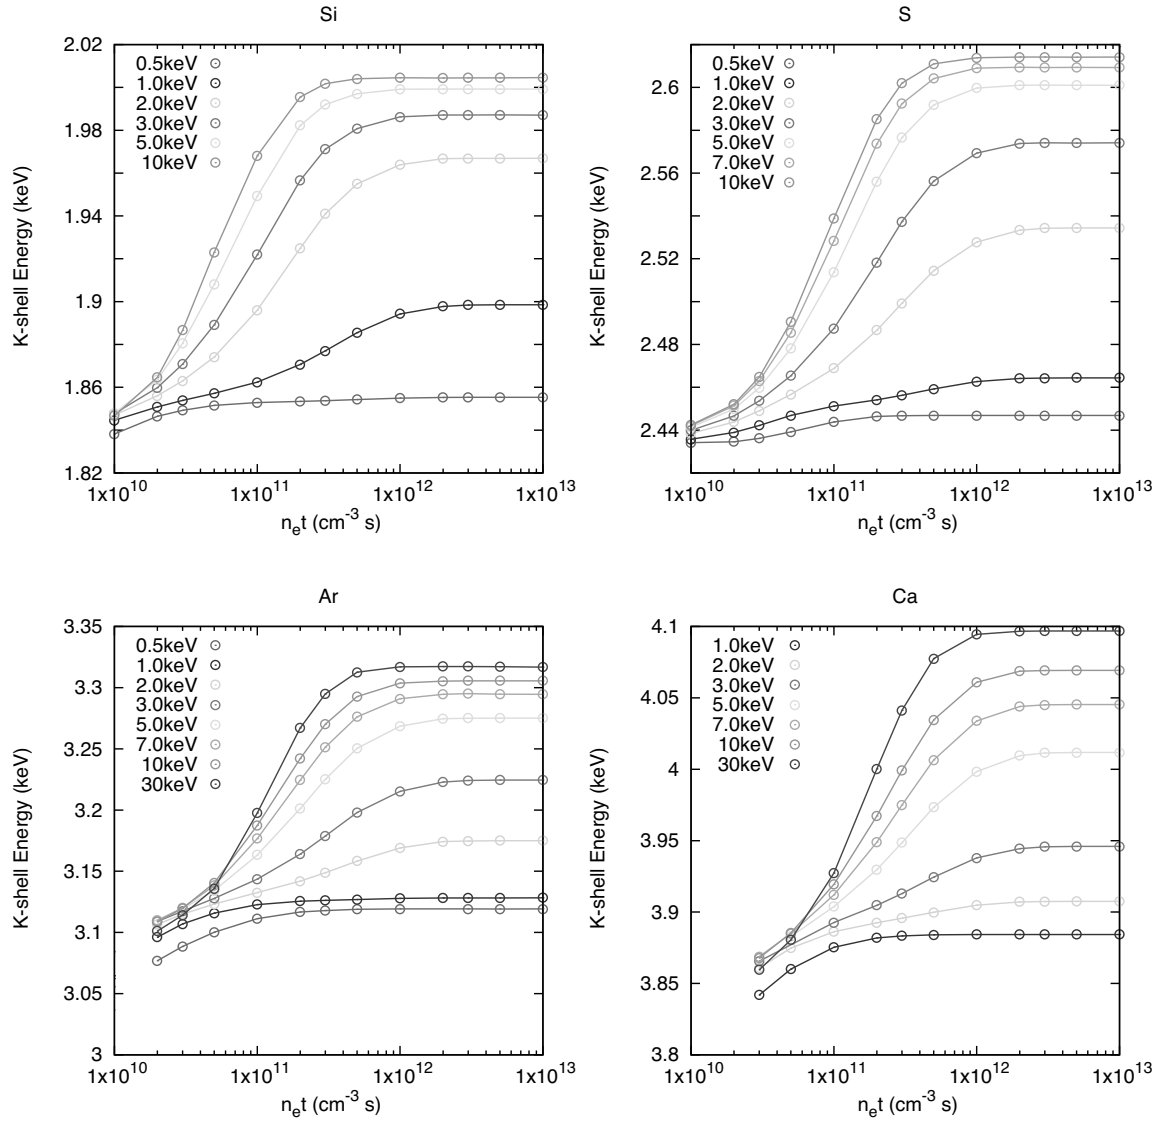 Si
K-shell Energy (keV)
2.02
1.98
1.94
1.9
1.86
1.82
0.5keV
1.0keV
2.0keV
3.0keV
5.0keV
10keV
1x10^10 1x10^11 1x10^12 1x10^13
n_e t (cm^-3 s)
S
K-shell Energy (keV)
2.6
2.56
2.52
2.48
2.44
0.5keV
1.0keV
2.0keV
3.0keV
5.0keV
7.0keV
10keV
1x10^10 1x10^11 1x10^12 1x10^13
n_e t (cm^-3 s)
Ar
K-shell Energy (keV)
3.35
3.3
3.25
3.2
3.15
3.1
3.05
3
0.5keV
1.0keV
2.0keV
3.0keV
5.0keV
7.0keV
10keV
30keV
1x10^10 1x10^11 1x10^12 1x10^13
n_e t (cm^-3 s)
Ca
K-shell Energy (keV)
4.1
4.05
4
3.95
3.9
3.85
3.8
1.0keV
2.0keV
3.0keV
5.0keV
7.0keV
10keV
30keV
1x10^10 1x10^11 1x10^12 1x10^13
n_e t (cm^-3 s)